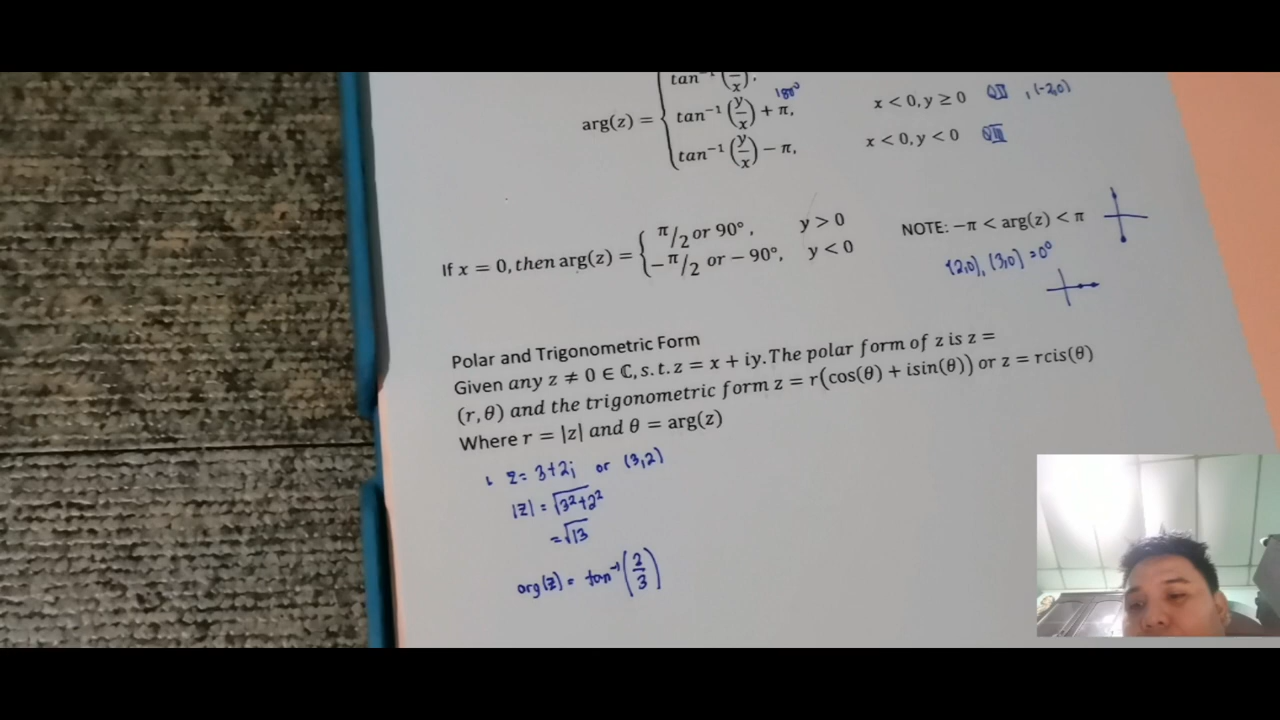 tan⁻¹ (y/x),
180°
arg(z) = { tan⁻¹ (y/x) + π, x < 0, y ≥ 0 QII , (-2,0)
tan⁻¹ (y/x) − π, x < 0, y < 0 QIII
If x = 0, then arg(z) = { π/2 or 90°, y > 0
−π/2 or − 90°, y < 0
NOTE: −π < arg(z) < π
(2,0), (3,0) = 0°
Polar and Trigonometric Form
Given any z ≠ 0 ∈ ℂ, s.t. z = x + iy. The polar form of z is z =
(r, θ) and the trigonometric form z = r(cos(θ) + isin(θ)) or z = rcis(θ)
Where r = |z| and θ = arg(z)
1. z = 3+2i or (3,2)
|z| = √3²+2²
= √13
arg(z) = tan⁻¹(2/3)